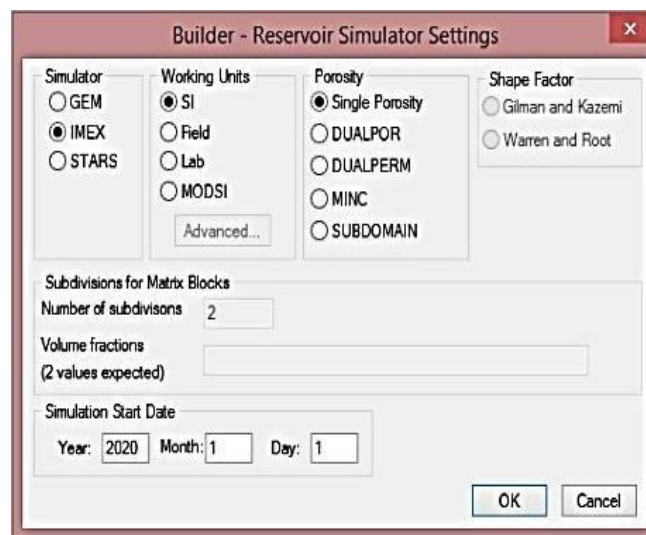 Builder - Reservoir Simulator Settings
x
Simulator
GEM
IMEX
STARS
Working Units
SI
Field
Lab
MODSI
Advanced...
Porosity
Single Porosity
DUALPOR
DUALPERM
MINC
SUBDOMAIN
Shape Factor
Gilman and Kazemi
Warren and Root
Subdivisions for Matrix Blocks
Number of subdivisons 2
Volume fractions
(2 values expected)
Simulation Start Date
Year: 2020 Month: 1 Day: 1
OK Cancel